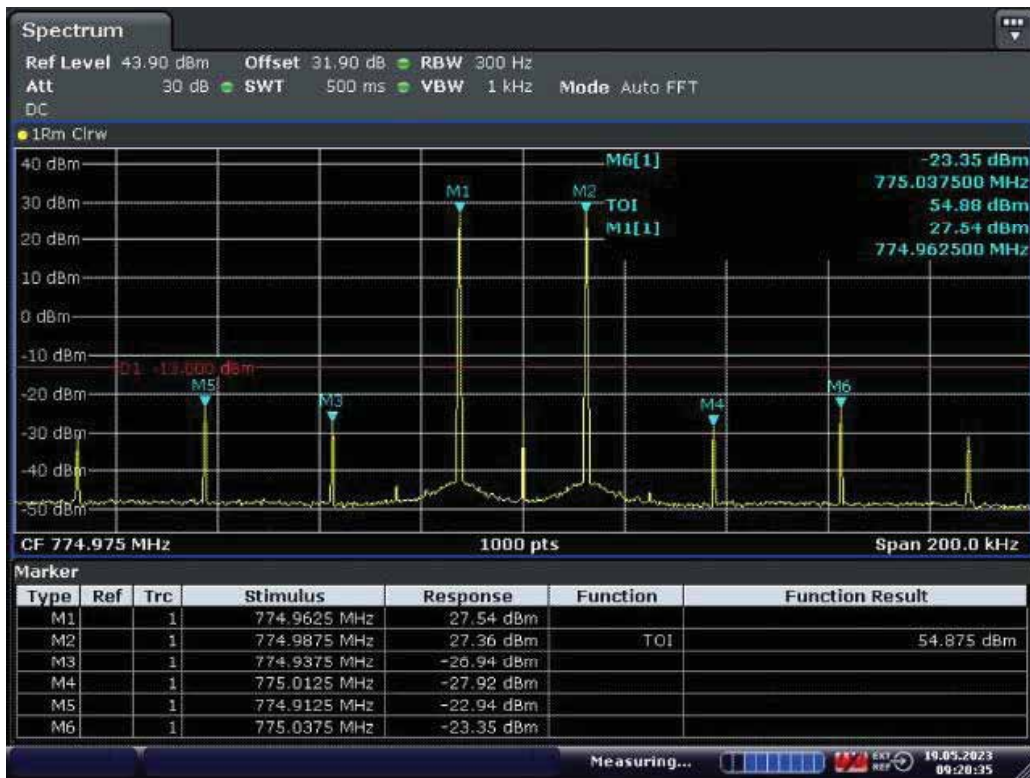 Spectrum
Ref Level 43.90 dBm Offset 31.90 dB RBW 300 Hz
Att 30 dB SWT 500 ms VBW 1 kHz Mode Auto FFT
DC
1Rm Clrw
40 dBm
M6[1] -23.35 dBm
775.037500 MHz
30 dBm
M1
M2
TOI 54.88 dBm
M1[1] 27.54 dBm
774.962500 MHz
20 dBm
10 dBm
0 dBm
-10 dBm
D1 -13.000 dBm
-20 dBm
M5
M3
M4
M6
-30 dBm
-40 dBm
-50 dBm
CF 774.975 MHz 1000 pts Span 200.0 kHz
Marker
Type Ref Trc Stimulus Response Function Function Result
M1 1 774.9625 MHz 27.54 dBm
M2 1 774.9875 MHz 27.36 dBm TOI 54.875 dBm
M3 1 774.9375 MHz -26.94 dBm
M4 1 775.0125 MHz -27.92 dBm
M5 1 774.9125 MHz -22.94 dBm
M6 1 775.0375 MHz -23.35 dBm
Measuring... EXT REF 19.05.2023
09:20:35